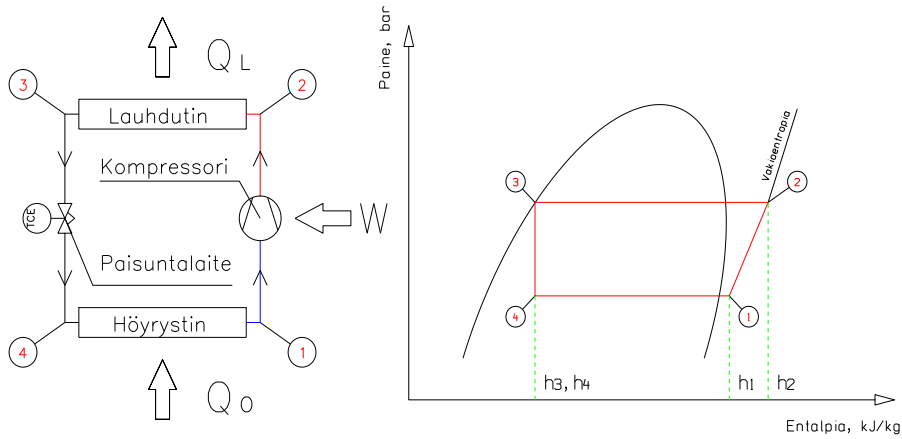 Q L
3
2
Lauhdutin
Kompressori
TCE
W
Paisuntalaite
Höyrystin
4
1
Q O
Paine, bar
Vakioentropia
3
2
4
1
h3, h4
h1
h2
Entalpia, kJ/kg